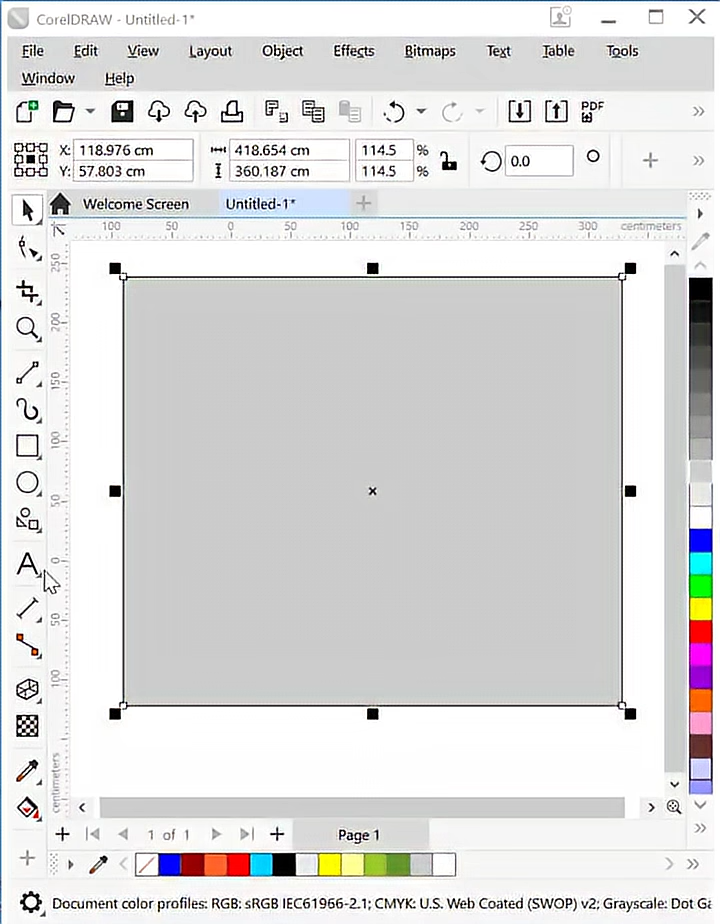 CorelDRAW - Untitled-1*
File Edit View Layout Object Effects Bitmaps Text Table Tools
Window Help
PDF
X: 118.976 cm 418.654 cm 114.5 %
Y: 57.803 cm 360.187 cm 114.5 %
0.0
Welcome Screen Untitled-1*
100 50 0 50 100 150 200 250 300 centimeters
250
200
150
100
50
0
50
100
centimeters
1 of 1 Page 1
Document color profiles: RGB: sRGB IEC61966-2.1; CMYK: U.S. Web Coated (SWOP) v2; Grayscale: Dot Ga